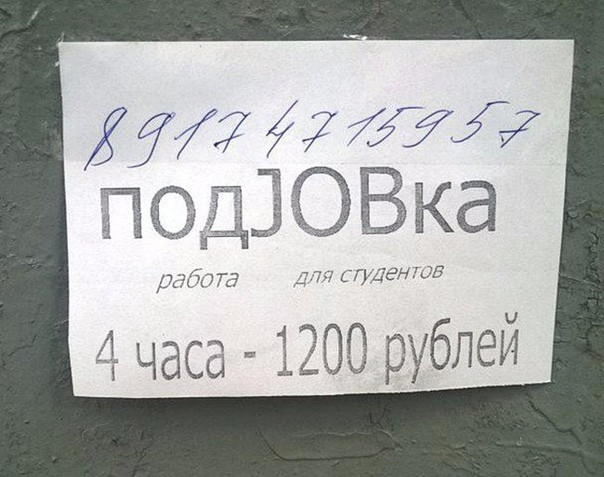 89174715957
подJOBка
работа для студентов
4 часа - 1200 рублей